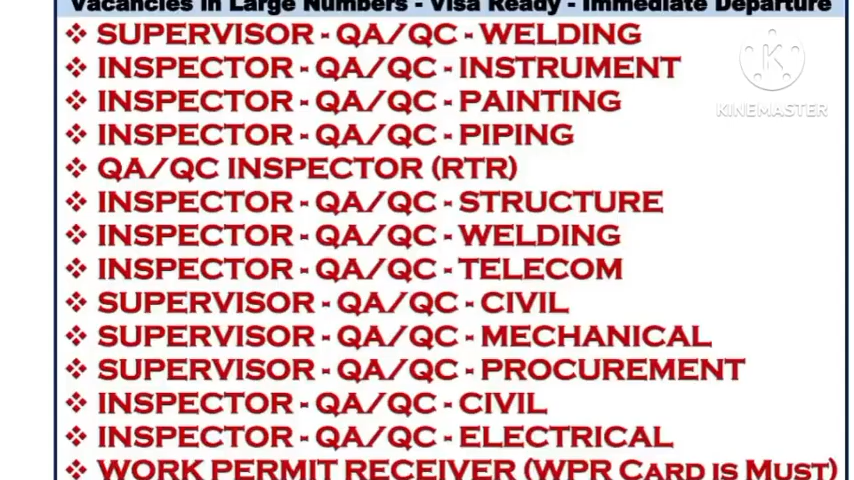 Vacancies in Large Numbers - Visa Ready - Immediate Departure
❖ SUPERVISOR - QA/QC - WELDING
❖ INSPECTOR - QA/QC - INSTRUMENT
❖ INSPECTOR - QA/QC - PAINTING
❖ INSPECTOR - QA/QC - PIPING
❖ QA/QC INSPECTOR (RTR)
❖ INSPECTOR - QA/QC - STRUCTURE
❖ INSPECTOR - QA/QC - WELDING
❖ INSPECTOR - QA/QC - TELECOM
❖ SUPERVISOR - QA/QC - CIVIL
❖ SUPERVISOR - QA/QC - MECHANICAL
❖ SUPERVISOR - QA/QC - PROCUREMENT
❖ INSPECTOR - QA/QC - CIVIL
❖ INSPECTOR - QA/QC - ELECTRICAL
❖ WORK PERMIT RECEIVER (WPR CARD IS MUST)
K
KINEMASTER